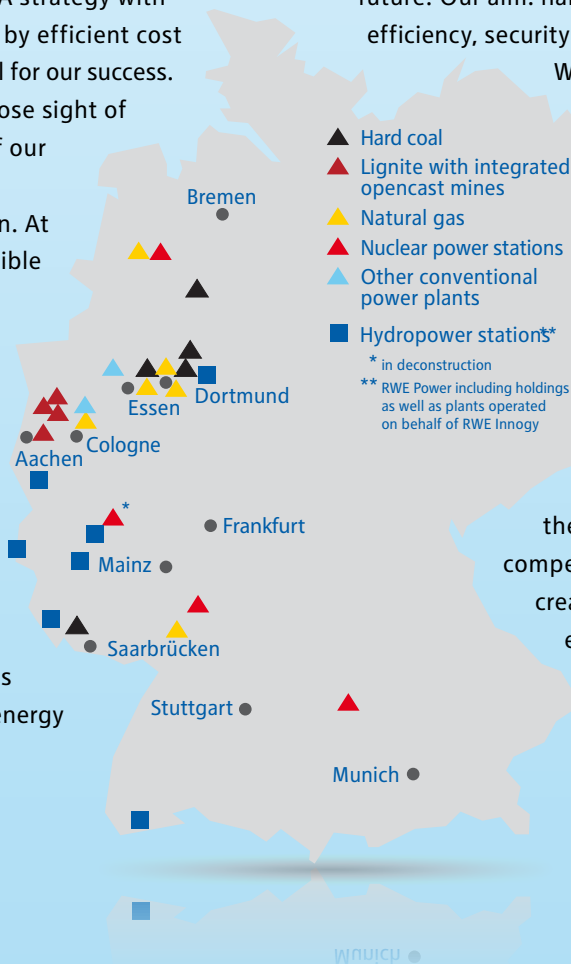 A strategy with
by efficient cost
for our success.
ose sight of
our
n. At
ible
future. Our aim:
efficiency, security
W
Hard coal
Lignite with integrated
opencast mines
Natural gas
Nuclear power stations
Other conventional
power plants
Hydropower stations**
* in deconstruction
** RWE Power including holdings
as well as plants operated
on behalf of RWE Innogy
Bremen
Essen
Dortmund
Cologne
Aachen
*
Frankfurt
Mainz
Saarbrücken
Stuttgart
Munich
the
compe
crea
e
s
energy
Munich